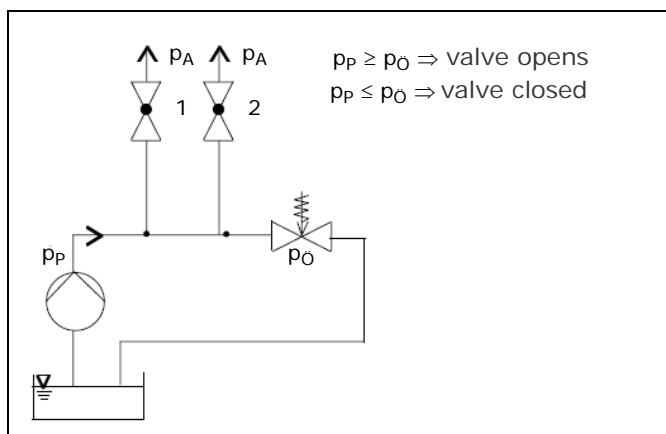 p_A p_A
p_P ≥ p_Ö ⇒ valve opens
p_P ≤ p_Ö ⇒ valve closed
1 2
p_P
p_Ö